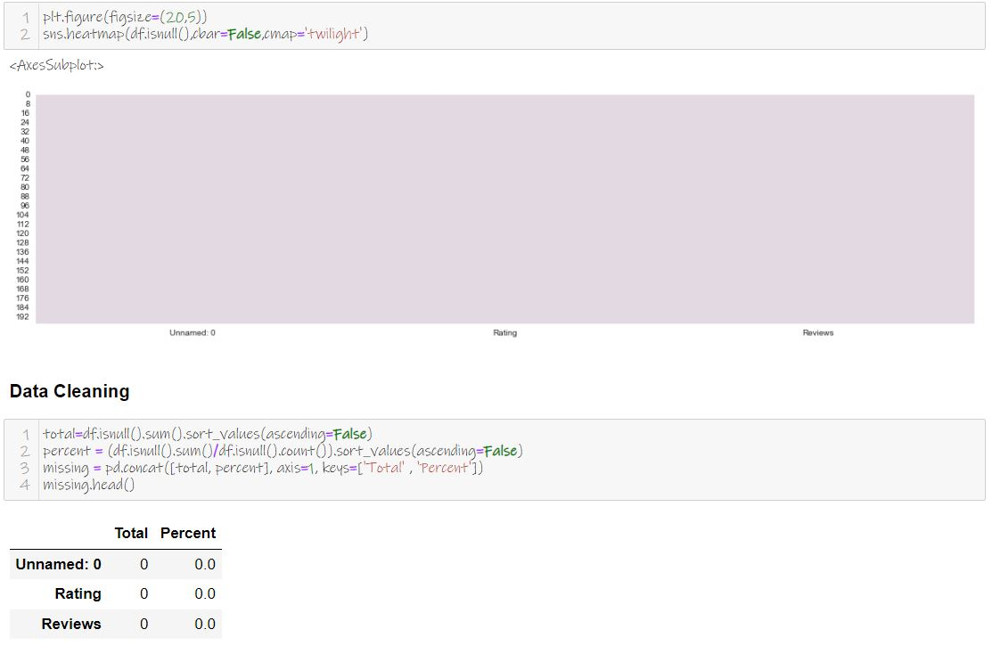 1 plt.figure(figsize=(20,5))
2 sns.heatmap(df.isnull(),cbar=False,cmap='twilight')
<AxesSubplot:>
0
8
16
24
32
40
48
56
64
72
80
88
96
104
112
120
128
136
144
152
160
168
176
184
192
Unnamed: 0 Rating Reviews
Data Cleaning
1 total=df.isnull().sum().sort_values(ascending=False)
2 percent = (df.isnull().sum()/df.isnull().count()).sort_values(ascending=False)
3 missing = pd.concat([total, percent], axis=1, keys=['Total' , 'Percent'])
4 missing.head()
Total Percent
Unnamed: 0 0 0.0
Rating 0 0.0
Reviews 0 0.0